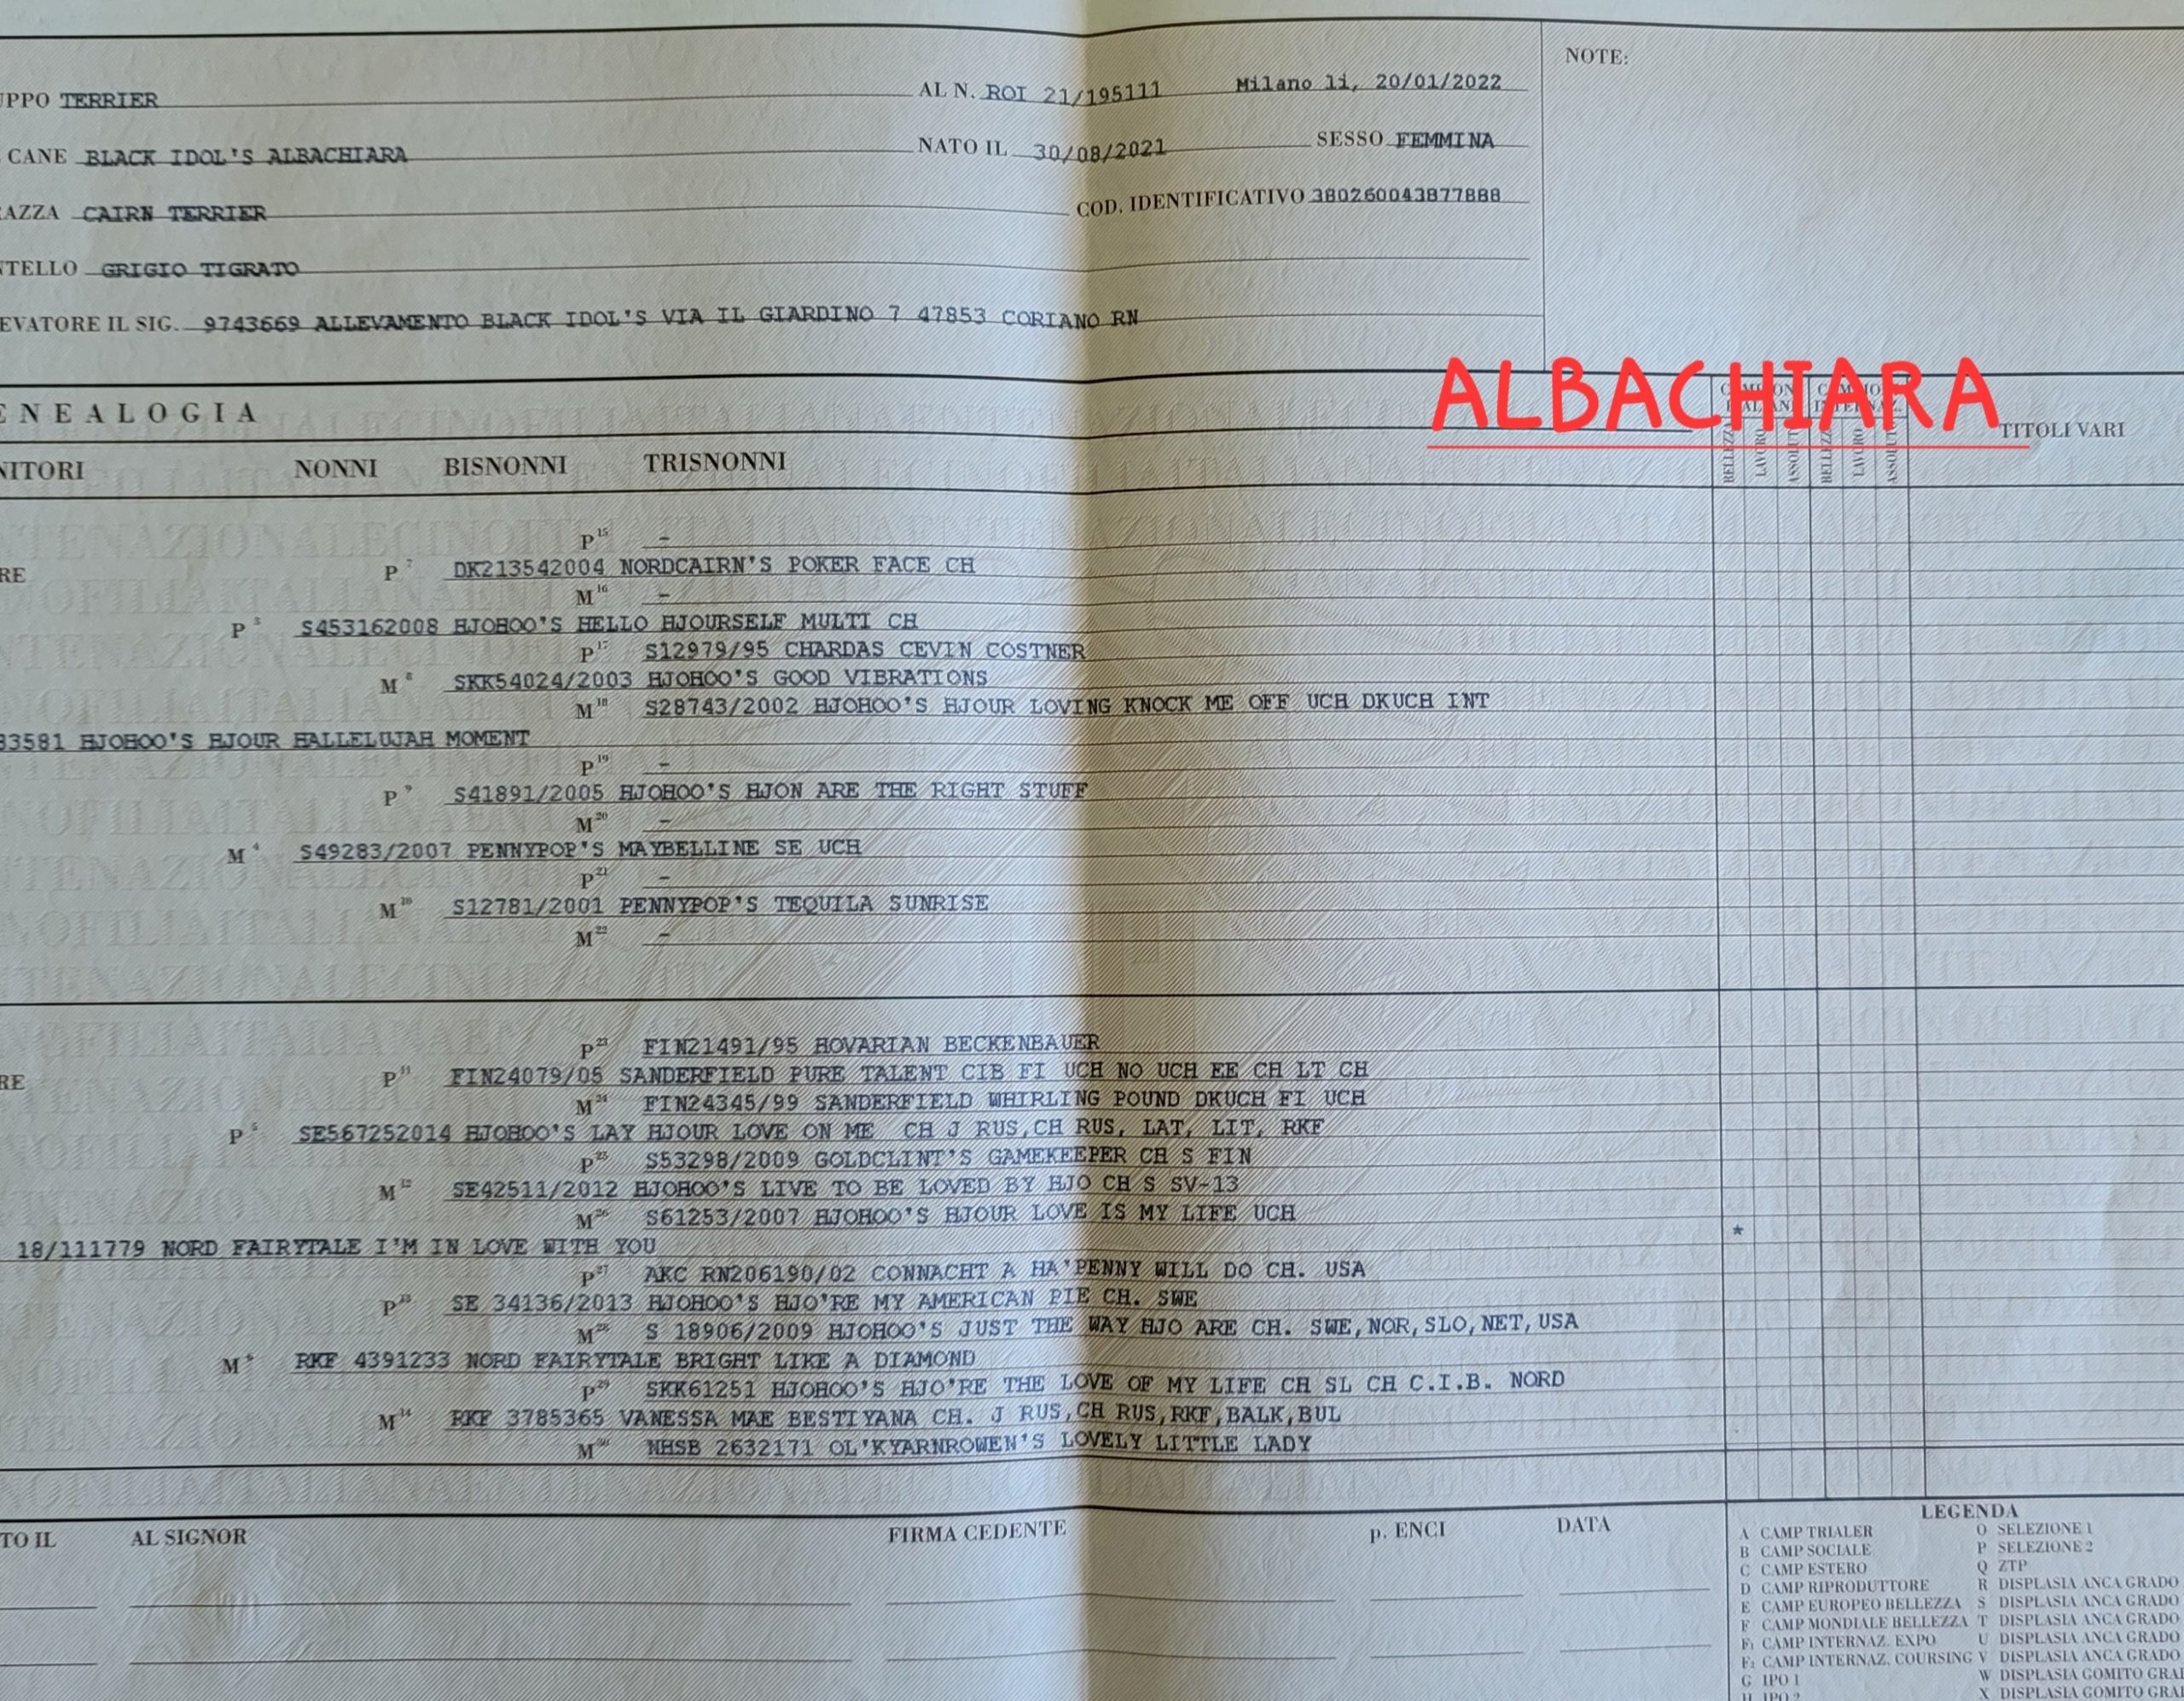 UPPO TERRIER AL N. ROI 21/195111 Milano li, 20/01/2022 NOTE:
CANE BLACK IDOL'S ALBACHIARA NATO IL 30/08/2021 SESSO FEMMINA
RAZZA CAIRN TERRIER COD. IDENTIFICATIVO 380260043877888
NTELLO GRIGIO TIGRATO
EVATORE IL SIG. 9743669 ALLEVAMENTO BLACK IDOL'S VIA IL GIARDINO 7 47853 CORIANO RN
ALBACHIARA
ENEALOGIA
TITOLI VARI
BELLEZZA LAVORO ASSOLUT BELLEZZ LAVORO ASSOLUT
NITORI NONNI BISNONNI TRISNONNI
P15 -
RE P7 DK213542004 NORDCAIRN'S POKER FACE CH
M16 -
P3 S453162008 HJOHOO'S HELLO HJOURSELF MULTI CH
P17 S12979/95 CHARDAS CEVIN COSTNER
M8 SKK54024/2003 HJOHOO'S GOOD VIBRATIONS
M18 S28743/2002 HJOHOO'S HJOUR LOVING KNOCK ME OFF UCH DKUCH INT
83581 HJOHOO'S HJOUR HALLELUJAH MOMENT
P19 -
P9 S41891/2005 HJOHOO'S HJON ARE THE RIGHT STUFF
M20 -
M4 S49283/2007 PENNYPOP'S MAYBELLINE SE UCH
P21 -
M10 S12781/2001 PENNYPOP'S TEQUILA SUNRISE
M22 -
P23 FIN21491/95 HOVARIAN BECKENBAUER
RE P11 FIN24079/05 SANDERFIELD PURE TALENT CIB FI UCH NO UCH EE CH LT CH
M24 FIN24345/99 SANDERFIELD WHIRLING POUND DKUCH FI UCH
P5 SE567252014 HJOHOO'S LAY HJOUR LOVE ON ME CH J RUS,CH RUS, LAT, LIT, RKF
P25 S53298/2009 GOLDCLINT'S GAMEKEEPER CH S FIN
M12 SE42511/2012 HJOHOO'S LIVE TO BE LOVED BY HJO CH S SV-13
M26 S61253/2007 HJOHOO'S HJOUR LOVE IS MY LIFE UCH
18/111779 NORD FAIRYTALE I'M IN LOVE WITH YOU *
P27 AKC RN206190/02 CONNACHT A HA'PENNY WILL DO CH. USA
P13 SE 34136/2013 HJOHOO'S HJO'RE MY AMERICAN PIE CH. SWE
M28 S 18906/2009 HJOHOO'S JUST THE WAY HJO ARE CH. SWE,NOR,SLO,NET,USA
M6 RKF 4391233 NORD FAIRYTALE BRIGHT LIKE A DIAMOND
P29 SKK61251 HJOHOO'S HJO'RE THE LOVE OF MY LIFE CH SL CH C.I.B. NORD
M14 RKF 3785365 VANESSA MAE BESTIYANA CH. J RUS,CH RUS,RKF,BALK,BUL
M30 NHSB 2632171 OL'KYARNROWEN'S LOVELY LITTLE LADY
TO IL AL SIGNOR FIRMA CEDENTE p. ENCI DATA
LEGENDA
A CAMP TRIALER O SELEZIONE 1
B CAMP SOCIALE P SELEZIONE 2
C CAMP ESTERO Q ZTP
D CAMP RIPRODUTTORE R DISPLASIA ANCA GRADO
E CAMP EUROPEO BELLEZZA S DISPLASIA ANCA GRADO
F CAMP MONDIALE BELLEZZA T DISPLASIA ANCA GRADO
F1 CAMP INTERNAZ. EXPO U DISPLASIA ANCA GRADO
F2 CAMP INTERNAZ. COURSING V DISPLASIA ANCA GRADO
G IPO 1 W DISPLASIA GOMITO GRAD
H IPO 2 X DISPLASIA GOMITO GRAD